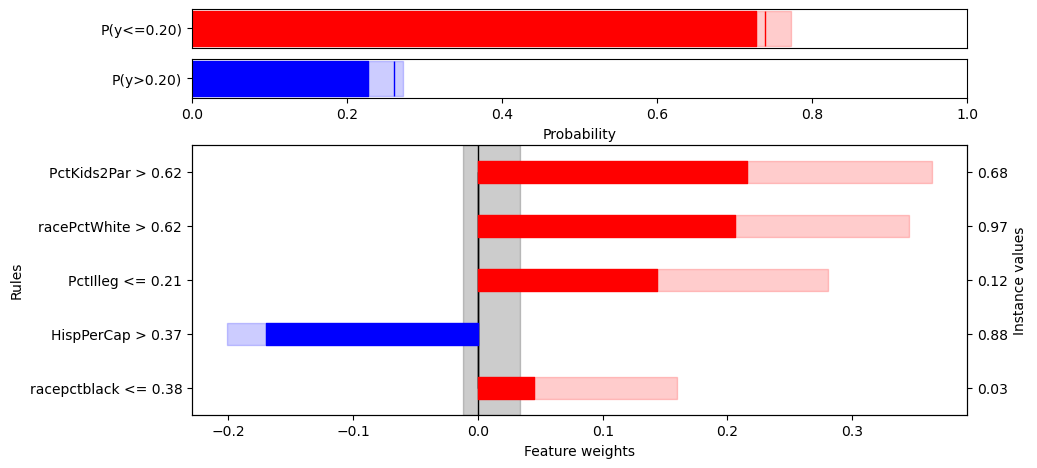 P(y<=0.20)
P(y>0.20)
0.0 0.2 0.4 0.6 0.8 1.0
Probability
PctKids2Par > 0.62 0.68
racePctWhite > 0.62 0.97
PctIlleg <= 0.21 0.12
HispPerCap > 0.37 0.88
racepctblack <= 0.38 0.03
Rules
Instance values
−0.2 −0.1 0.0 0.1 0.2 0.3
Feature weights